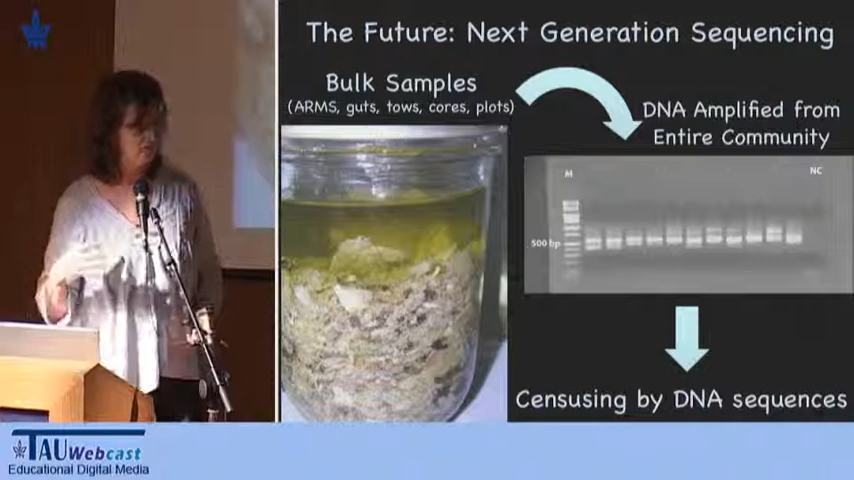 The Future: Next Generation Sequencing
Bulk Samples
(ARMS, guts, tows, cores, plots)
DNA Amplified from
Entire Community
M
NC
500 bp
Censusing by DNA sequences
TAUWebcast
Educational Digital Media